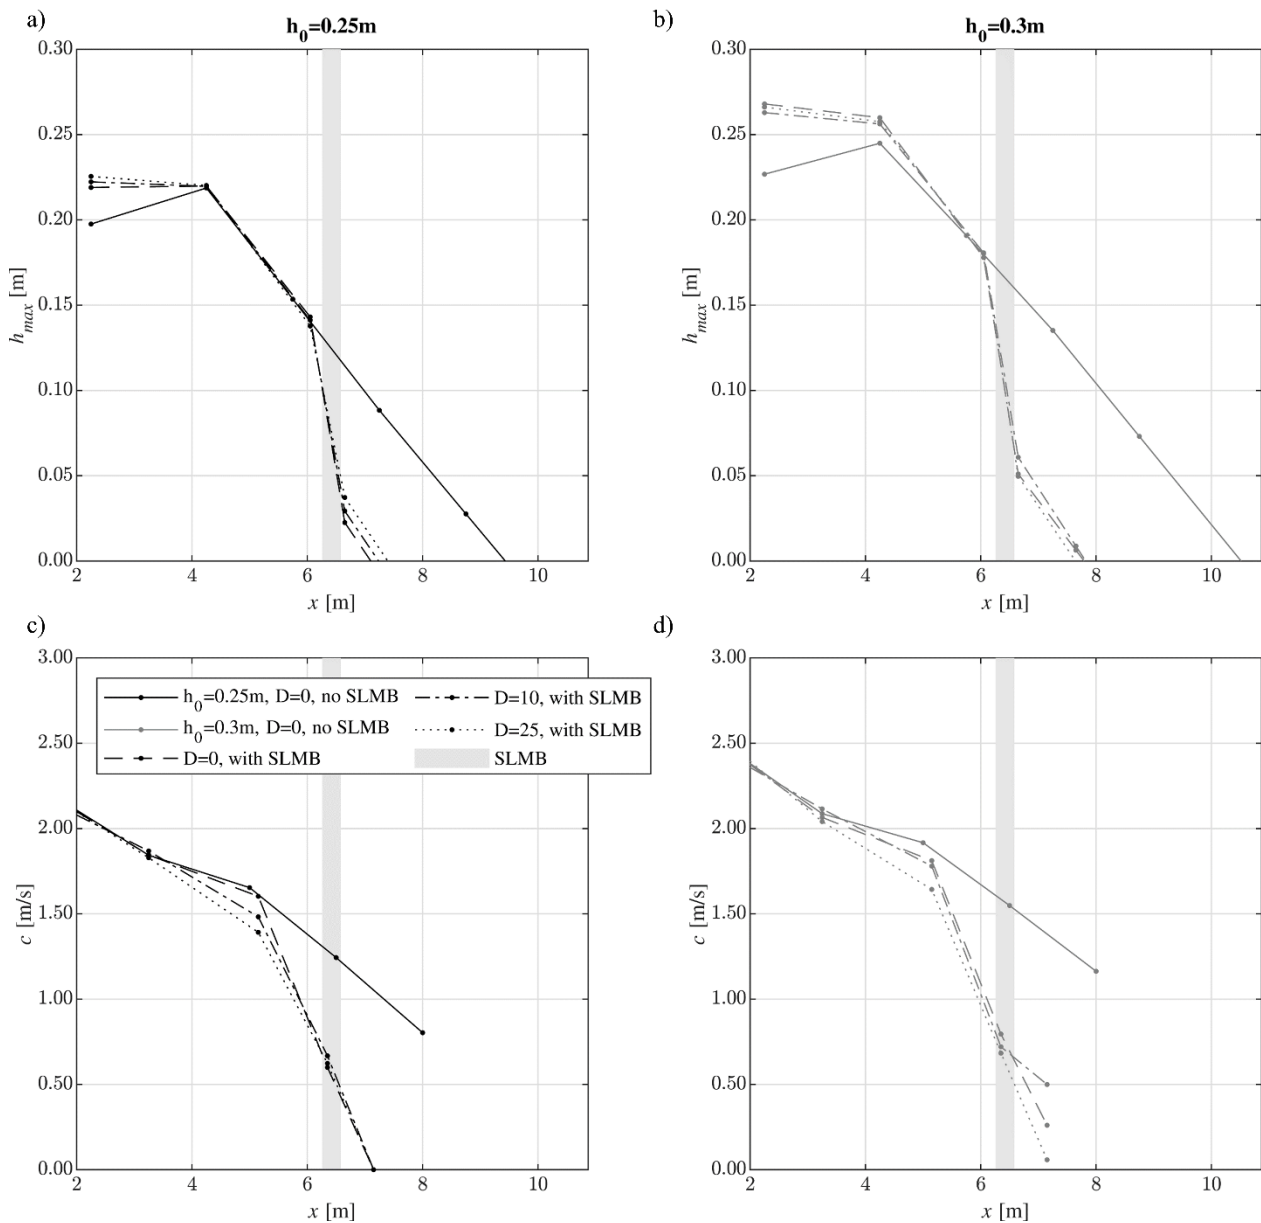 a)
h0=0.25m
b)
h0=0.3m
0.30
0.25
0.20
0.15
0.10
0.05
0.00
hmax [m]
2 4 6 8 10
x [m]
0.30
0.25
0.20
0.15
0.10
0.05
0.00
hmax [m]
2 4 6 8 10
x [m]
c)
d)
3.00
2.50
2.00
1.50
1.00
0.50
0.00
c [m/s]
h0=0.25m, D=0, no SLMB
h0=0.3m, D=0, no SLMB
D=0, with SLMB
D=10, with SLMB
D=25, with SLMB
SLMB
2 4 6 8 10
x [m]
3.00
2.50
2.00
1.50
1.00
0.50
0.00
c [m/s]
2 4 6 8 10
x [m]